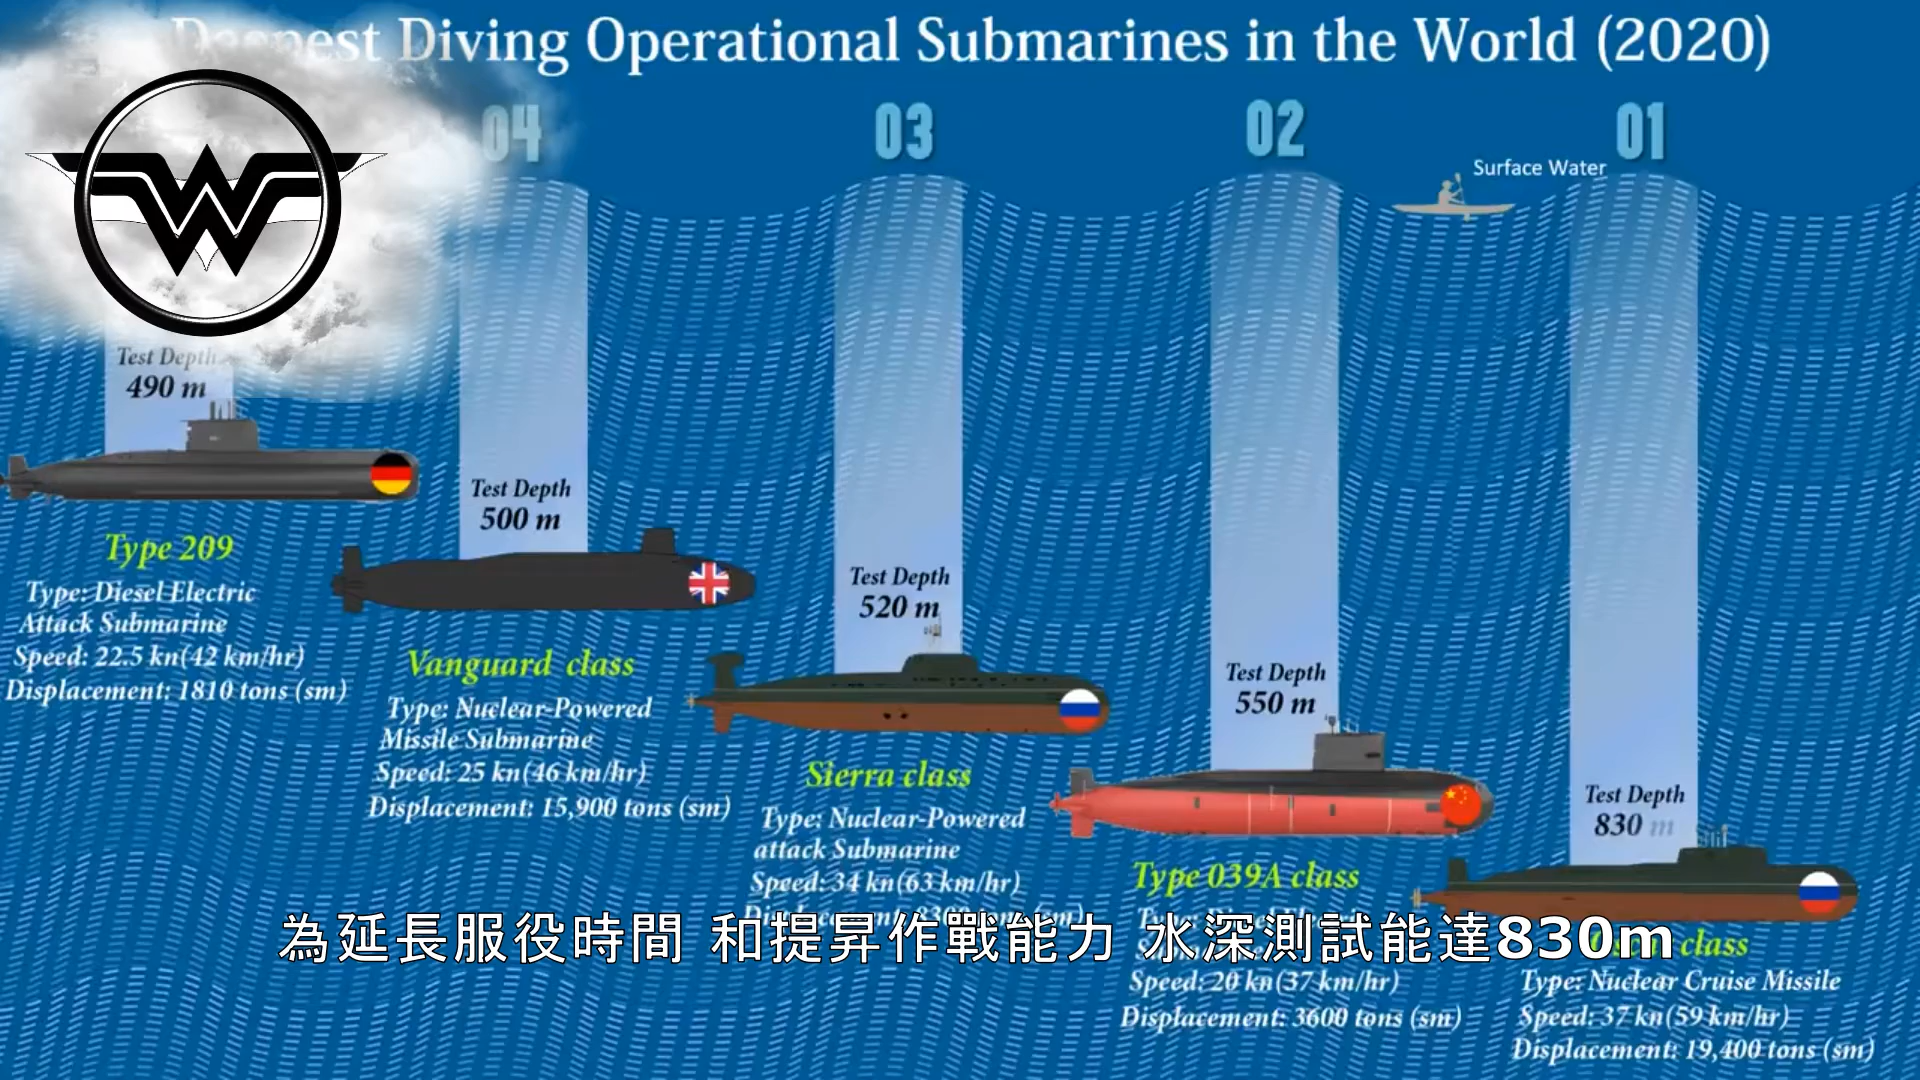 Deepest Diving Operational Submarines in the World (2020)
04
03
02
01
Surface Water
Test Depth
490 m
Type 209
Type: Diesel Electric
Attack Submarine
Speed: 22.5 kn(42 km/hr)
Displacement: 1810 tons (sm)
Test Depth
500 m
Vanguard class
Type: Nuclear-Powered
Missile Submarine
Speed: 25 kn(46 km/hr)
Displacement: 15,900 tons (sm)
Test Depth
520 m
Sierra class
Type: Nuclear-Powered
attack Submarine
Speed: 34 kn(63 km/hr)
Test Depth
550 m
Type 039A class
Speed: 20 kn(37 km/hr)
Displacement: 3600 tons (sm)
Test Depth
830 m
class
Type: Nuclear Cruise Missile
Speed: 37 kn(59 km/hr)
Displacement: 19,400 tons (sm)
為延長服役時間 和提昇作戰能力 水深測試能達830m